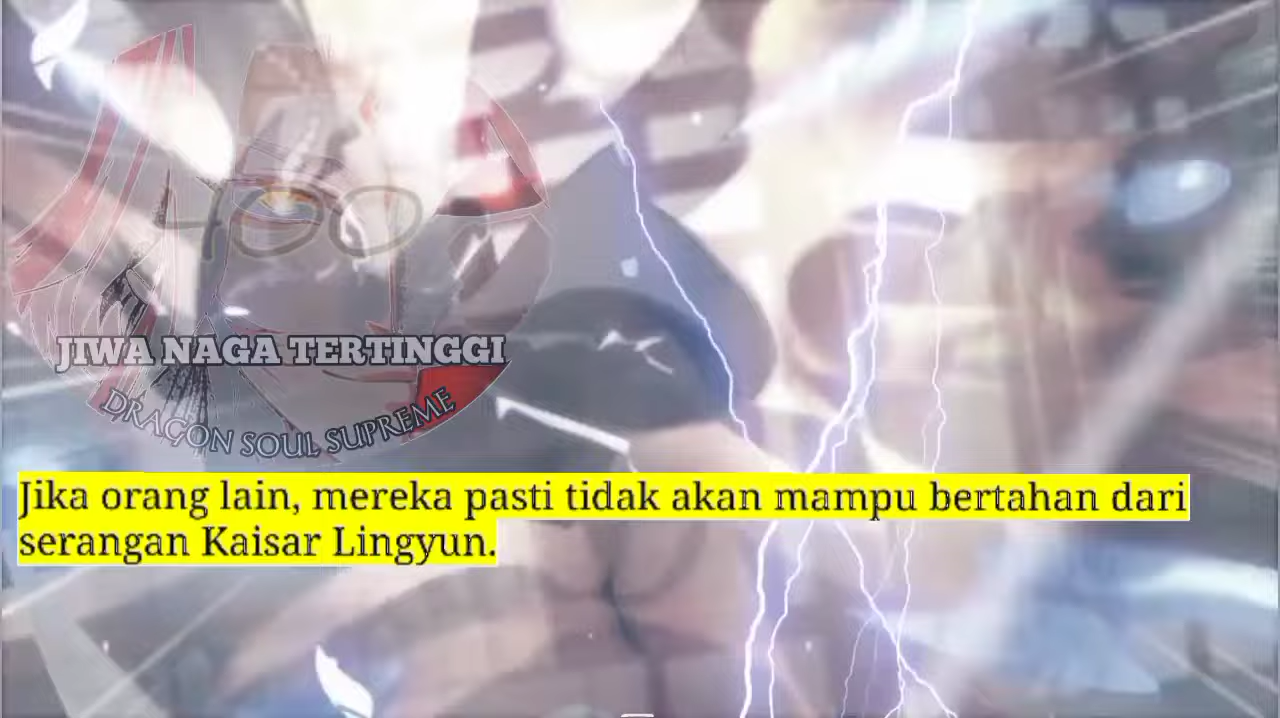 400
JIWA NAGA TERTINGGI
DRAGON SOUL SUPREME
Jika orang lain, mereka pasti tidak akan mampu bertahan dari
serangan Kaisar Lingyun.